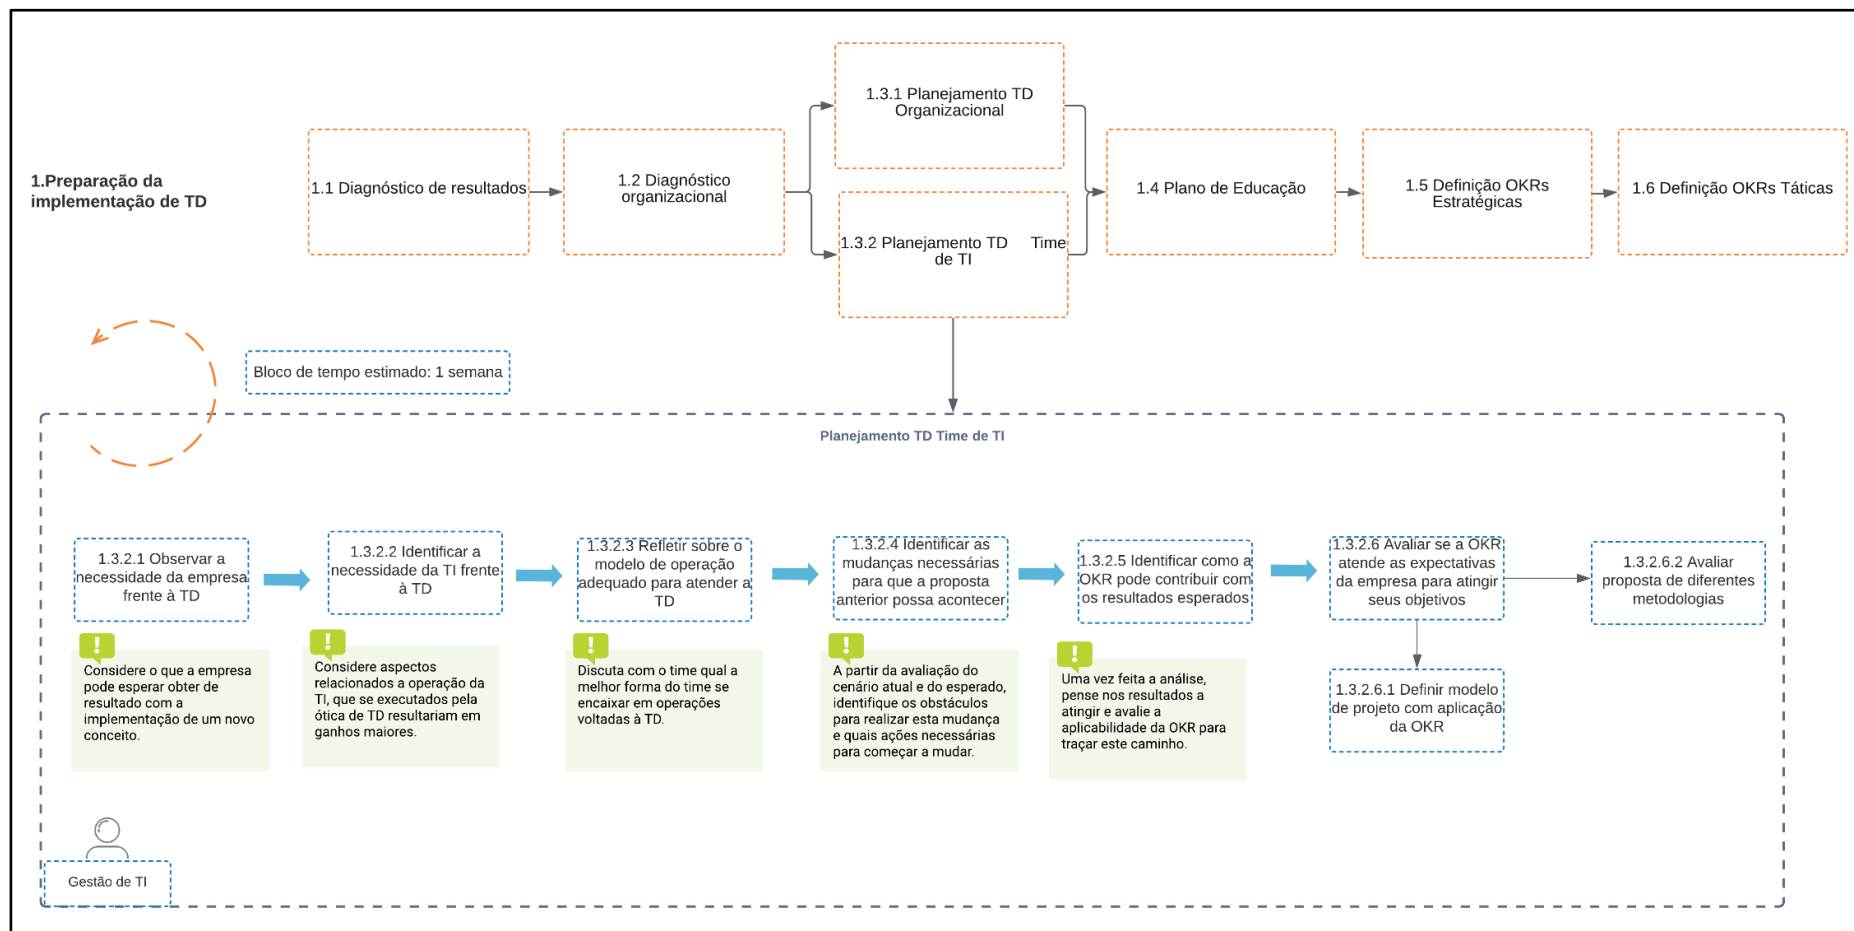 1.Preparação da
implementação de TD
1.1 Diagnóstico de resultados
1.2 Diagnóstico
organizacional
1.3.1 Planejamento TD
Organizacional
1.3.2 Planejamento TD Time
de TI
1.4 Plano de Educação
1.5 Definição OKRs
Estratégicas
1.6 Definição OKRs Táticas
Bloco de tempo estimado: 1 semana
Planejamento TD Time de TI
1.3.2.1 Observar a
necessidade da empresa
frente à TD
1.3.2.2 Identificar a
necessidade da TI frente
à TD
1.3.2.3 Refletir sobre o
modelo de operação
adequado para atender a
TD
1.3.2.4 Identificar as
mudanças necessárias
para que a proposta
anterior possa acontecer
1.3.2.5 Identificar como a
OKR pode contribuir com
os resultados esperados
1.3.2.6 Avaliar se a OKR
atende as expectativas
da empresa para atingir
seus objetivos
1.3.2.6.2 Avaliar
proposta de diferentes
metodologias
!
Considere o que a empresa
pode esperar obter de
resultado com a
implementação de um novo
conceito.
!
Considere aspectos
relacionados a operação da
TI, que se executados pela
ótica de TD resultariam em
ganhos maiores.
!
Discuta com o time qual a
melhor forma do time se
encaixar em operações
voltadas à TD.
!
A partir da avaliação do
cenário atual e do esperado,
identifique os obstáculos
para realizar esta mudança
e quais ações necessárias
para começar a mudar.
!
Uma vez feita a análise,
pense nos resultados a
atingir e avalie a
aplicabilidade da OKR para
traçar este caminho.
1.3.2.6.1 Definir modelo
de projeto com aplicação
da OKR
Gestão de TI